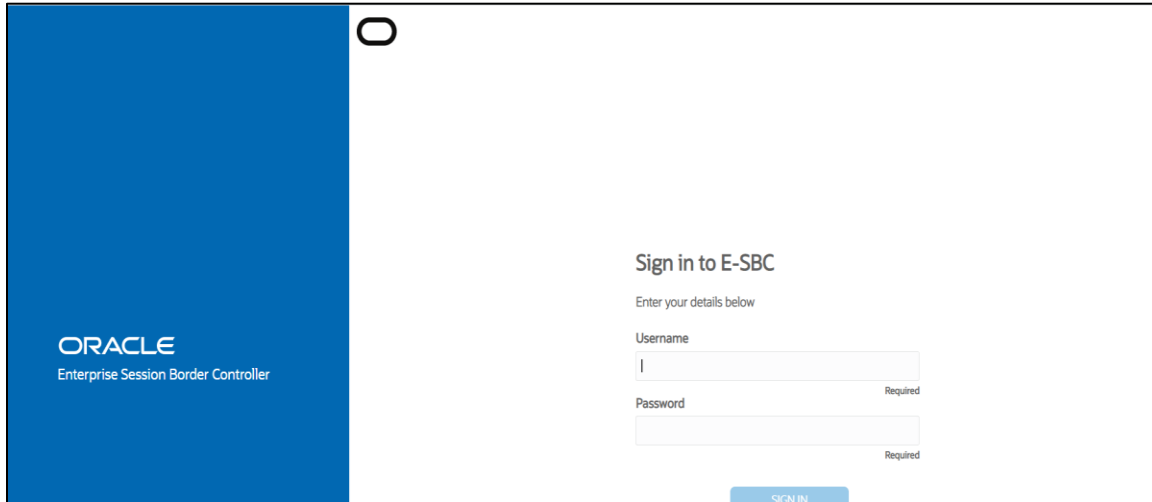 ORACLE
Enterprise Session Border Controller
Sign in to E-SBC
Enter your details below
Username
Required
Password
Required
SIGN IN